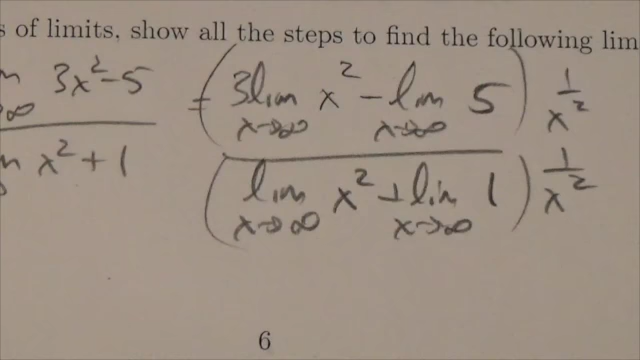 s of limits, show all the steps to find the following lim
3x² - 5 = (3 lim x→∞ x² - lim x→∞ 5) 1/x²
x² + 1 (lim x→∞ x² + lim x→∞ 1) 1/x²
6